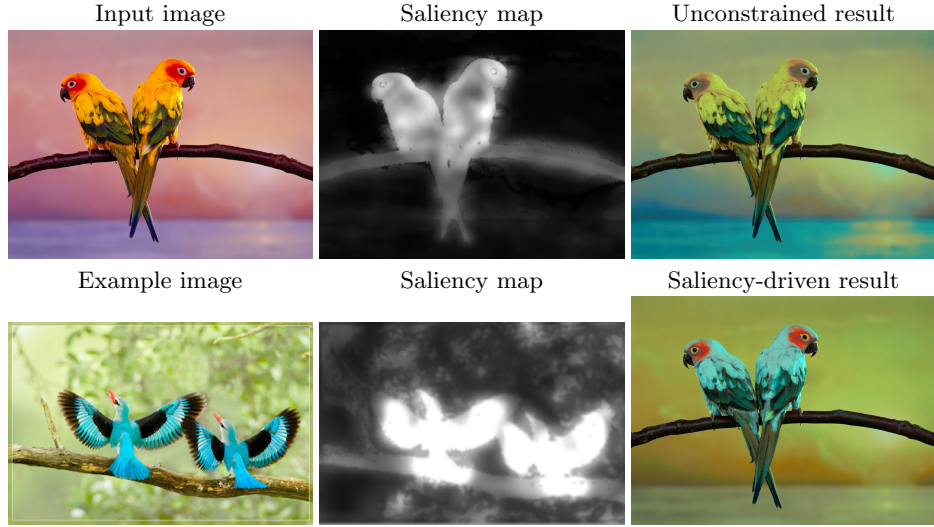 Input image
Saliency map
Unconstrained result
Example image
Saliency map
Saliency-driven result